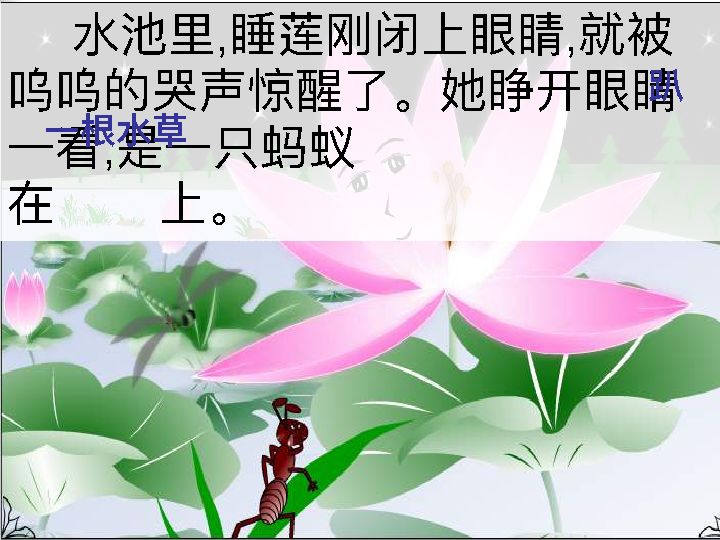 水池里,睡莲刚闭上眼睛,就被
呜呜的哭声惊醒了。她睁开眼睛
趴
一根水草
一看,是一只蚂蚁
在 上。